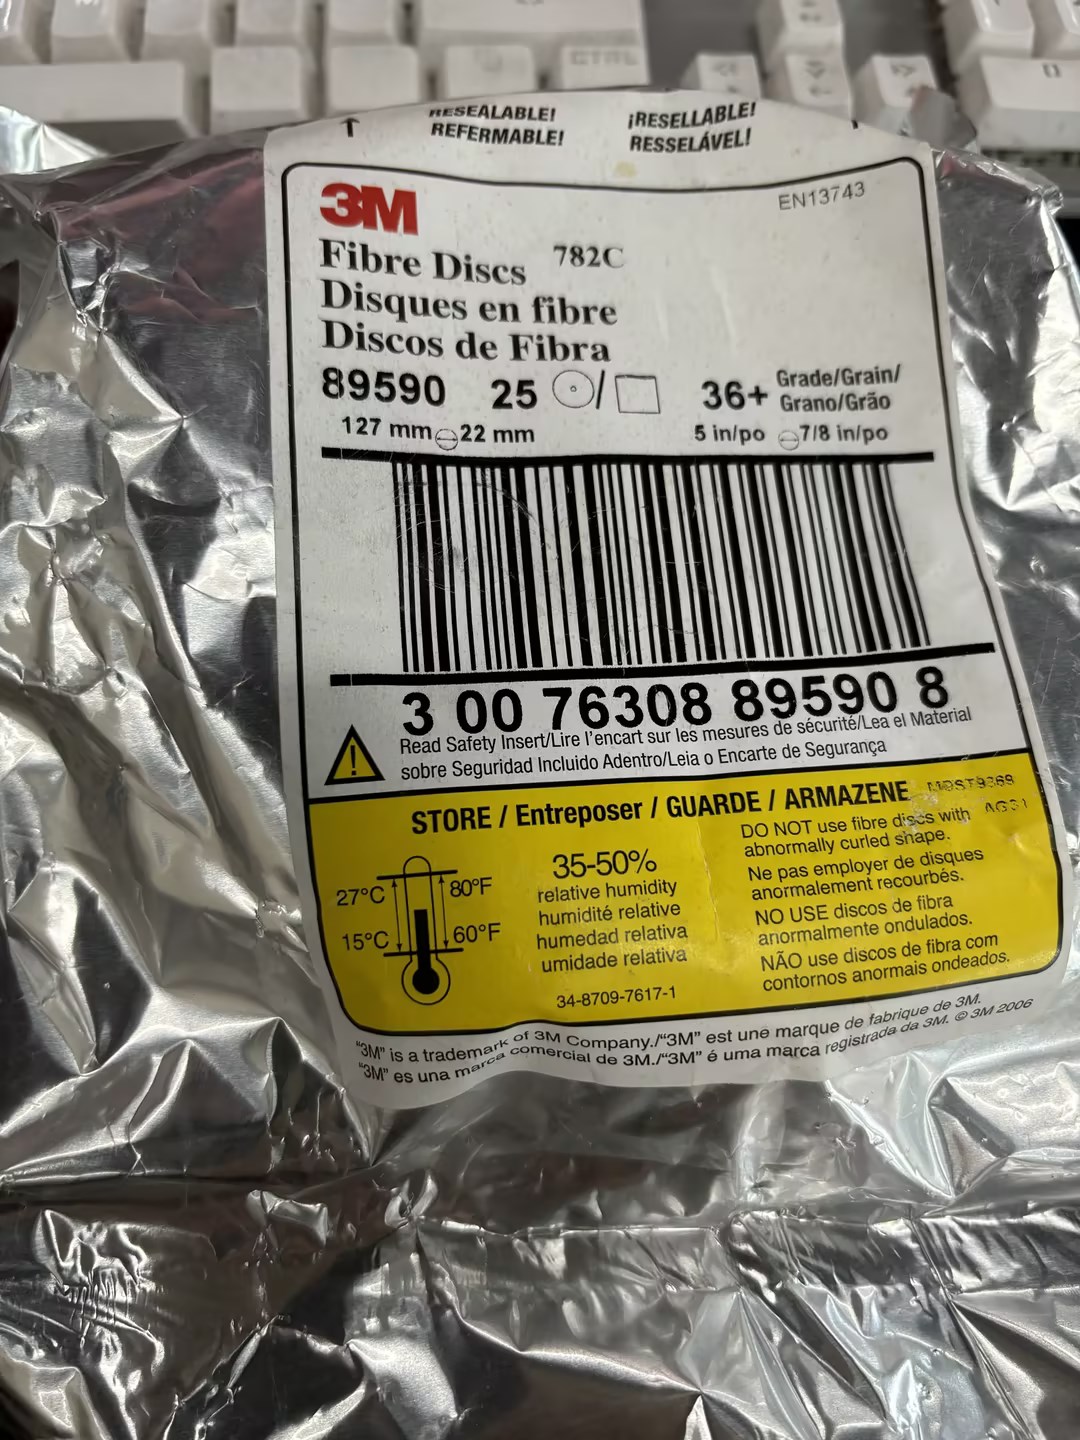 CTRL
RESEALABLE!
REFERMABLE!
¡RESELLABLE!
RESSELÁVEL!
3M
EN13743
Fibre Discs 782C
Disques en fibre
Discos de Fibra
89590 25 / 36+ Grade/Grain/
Grano/Grão
127 mm 22 mm 5 in/po 7/8 in/po
3 00 76308 89590 8
Read Safety Insert/Lire l'encart sur les mesures de sécurité/Lea el Material
sobre Seguridad Incluido Adentro/Leia o Encarte de Segurança
STORE / Entreposer / GUARDE / ARMAZENE
27°C 80°F
15°C 60°F
35-50%
relative humidity
humidité relative
humedad relativa
umidade relativa
34-8709-7617-1
DO NOT use fibre discs with
abnormally curled shape.
Ne pas employer de disques
anormalement recourbés.
NO USE discos de fibra
anormalmente ondulados.
NÃO use discos de fibra com
contornos anormais ondeados.
"3M" is a trademark of 3M Company./"3M" est une marque de fabrique de 3M.
"3M" es una marca comercial de 3M./"3M" é uma marca registrada da 3M. © 3M 2006